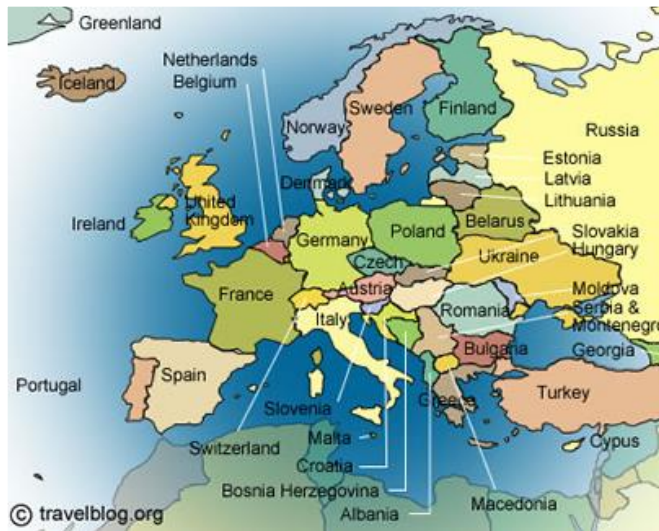 Greenland
Iceland
Netherlands
Belgium
Norway
Sweden
Finland
Russia
Estonia
Latvia
Lithuania
Denmark
United
Kingdom
Ireland
Germany
Poland
Belarus
Czech
Slovakia
Hungary
Ukraine
France
Austria
Italy
Romania
Moldova
Serbia &
Montenegro
Bulgaria
Georgia
Portugal
Spain
Greece
Turkey
Slovenia
Switzerland
Malta
Croatia
Bosnia Herzegovina
Albania
Macedonia
Cypus
© travelblog.org